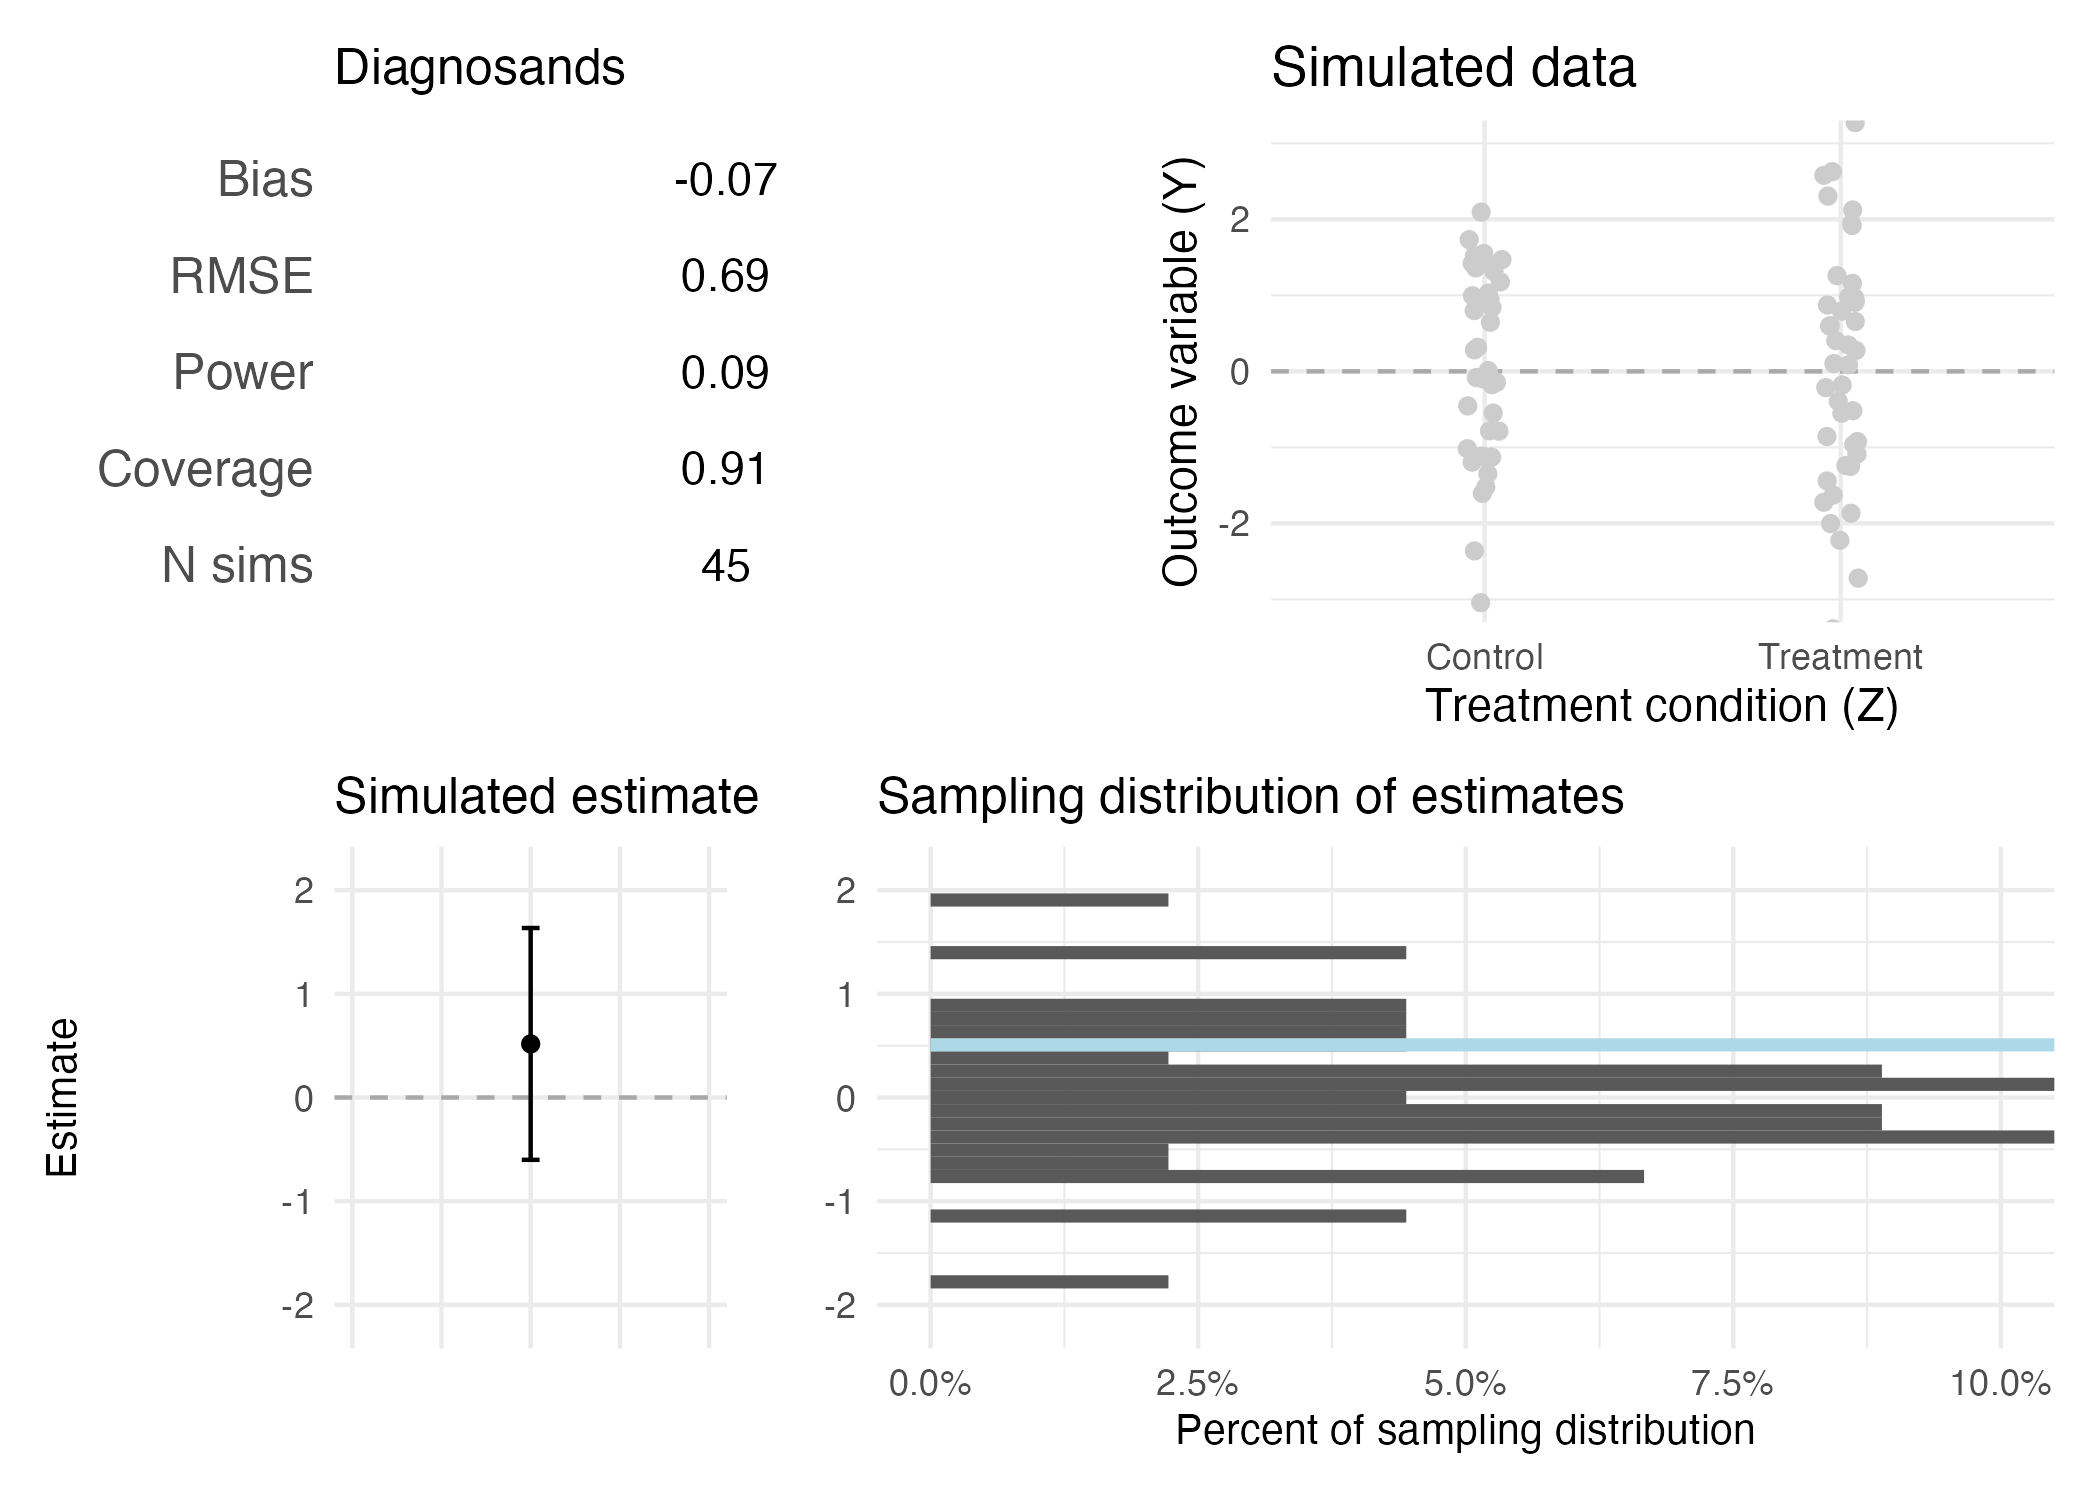 Diagnosands
Bias -0.07
RMSE 0.69
Power 0.09
Coverage 0.91
N sims 45
Simulated data
Outcome variable (Y)
2
0
-2
Control Treatment
Treatment condition (Z)
Simulated estimate
Estimate
2
1
0
-1
-2
Sampling distribution of estimates
2
1
0
-1
-2
0.0% 2.5% 5.0% 7.5% 10.0%
Percent of sampling distribution